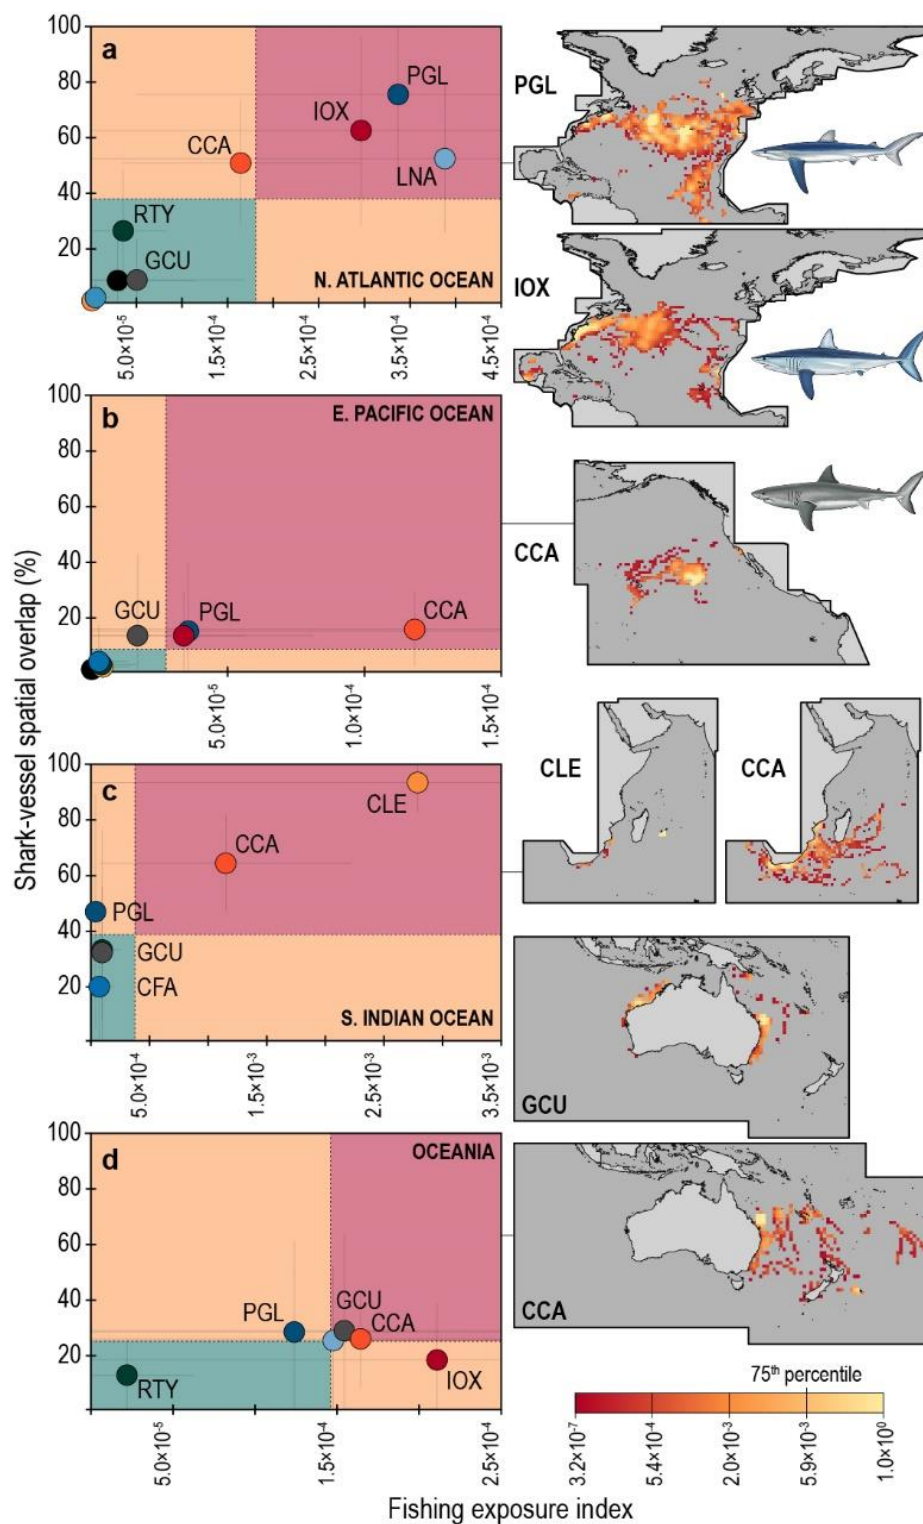 a
100
80
60
40
20
PGL
IOX
CCA
LNA
RTY
GCU
N. ATLANTIC OCEAN
5.0×10⁻⁵
1.5×10⁻⁴
2.5×10⁻⁴
3.5×10⁻⁴
4.5×10⁻⁴
PGL
IOX
b
100
80
60
40
20
E. PACIFIC OCEAN
GCU
PGL
CCA
5.0×10⁻⁵
1.0×10⁻⁴
1.5×10⁻⁴
CCA
Shark-vessel spatial overlap (%)
c
100
80
60
40
20
CLE
CCA
PGL
GCU
CFA
S. INDIAN OCEAN
5.0×10⁻⁴
1.5×10⁻³
2.5×10⁻³
3.5×10⁻³
CLE
CCA
GCU
d
100
80
60
40
20
OCEANIA
PGL
GCU
CCA
RTY
IOX
5.0×10⁻⁵
1.5×10⁻⁴
2.5×10⁻⁴
CCA
75th percentile
3.2×10⁻⁷
5.4×10⁻⁴
2.0×10⁻³
5.9×10⁻³
1.0×10⁰
Fishing exposure index